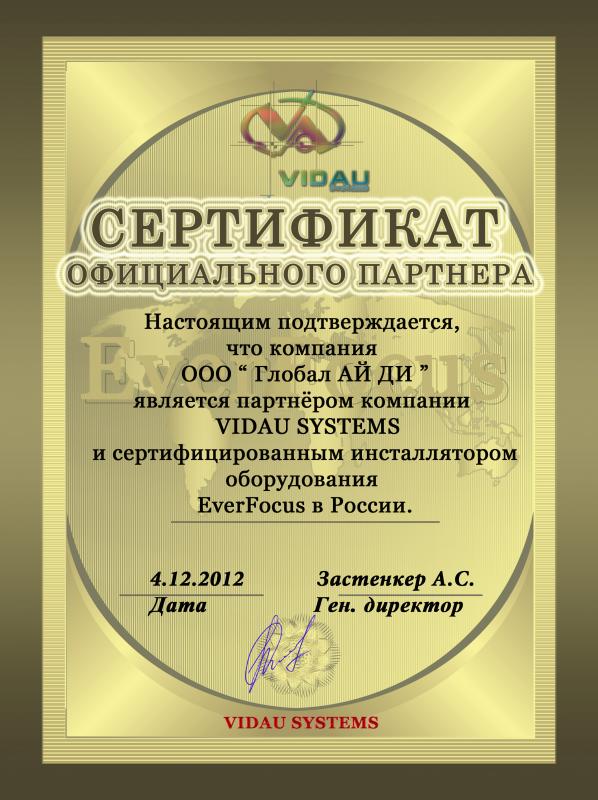 VIDAU
СЕРТИФИКАТ
ОФИЦИАЛЬНОГО ПАРТНЕРА
EverFocus
Настоящим подтверждается,
что компания
ООО “ Глобал АЙ ДИ ”
является партнёром компании
VIDAU SYSTEMS
и сертифицированным инсталлятором
оборудования
EverFocus в России.
4.12.2012 Застенкер А.С.
Дата Ген. директор
VIDAU SYSTEMS